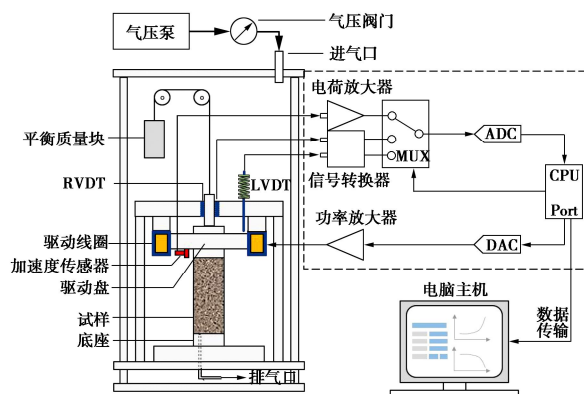 气压泵
气压阀门
进气口
电荷放大器
平衡质量块
ADC
MUX
CPU
Port
RVDT
LVDT
信号转换器
驱动线圈
功率放大器
DAC
加速度传感器
驱动盘
电脑主机
数据
传输
试样
底座
排气口